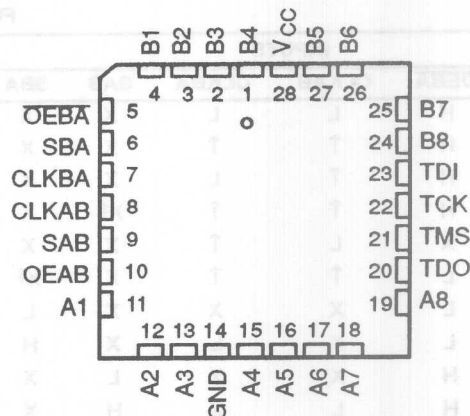 B1 B2 B3 B4 VCC B5 B6
4 3 2 1 28 27 26
OEBA 5 25 B7
SBA 6 24 B8
CLKBA 7 23 TDI
CLKAB 8 22 TCK
SAB 9 21 TMS
OEAB 10 20 TDO
A1 11 19 A8
12 13 14 15 16 17 18
A2 A3 GND A4 A5 A6 A7